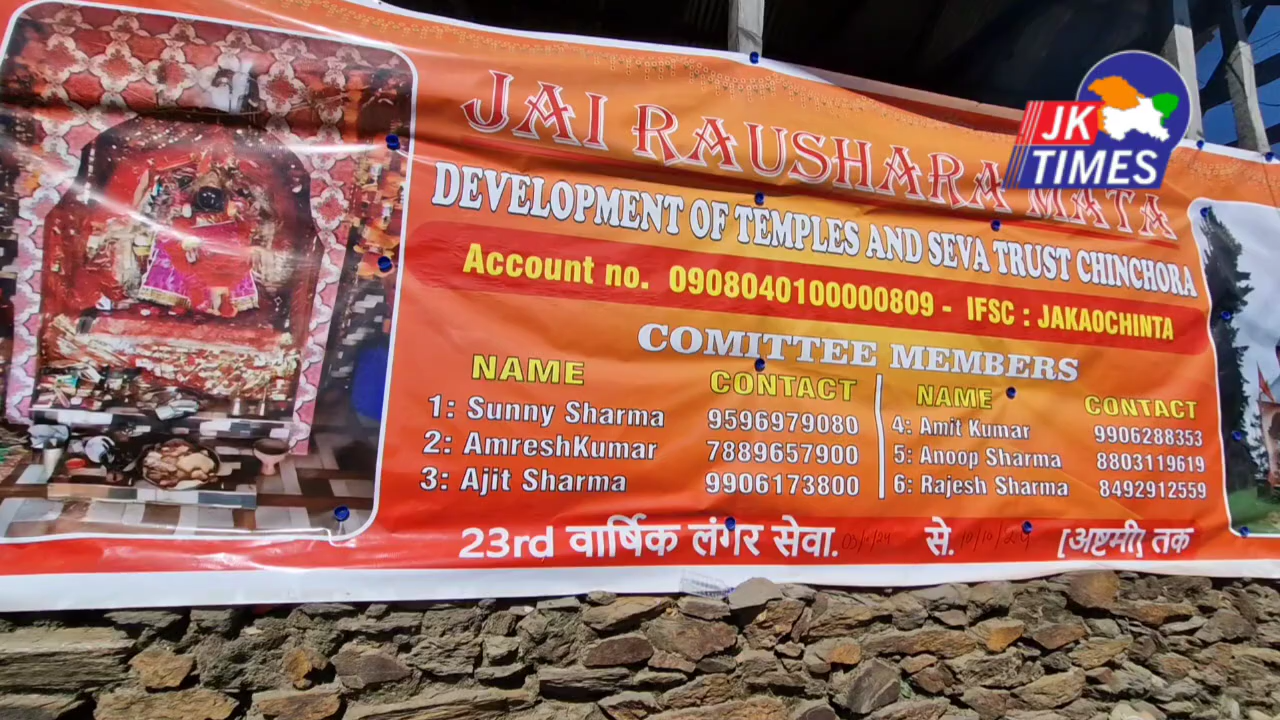 JAI RAUSHARA MATA
JK TIMES
DEVELOPMENT OF TEMPLES AND SEVA TRUST CHINCHORA
Account no. 0908040100000809 - IFSC : JAKAOCHINTA
COMITTEE MEMBERS
NAME CONTACT NAME CONTACT
1: Sunny Sharma 9596979080 4: Amit Kumar 9906288353
2: AmreshKumar 7889657900 5: Anoop Sharma 8803119619
3: Ajit Sharma 9906173800 6: Rajesh Sharma 8492912559
23rd वार्षिक लंगर सेवा. से. [अष्टमी] तक